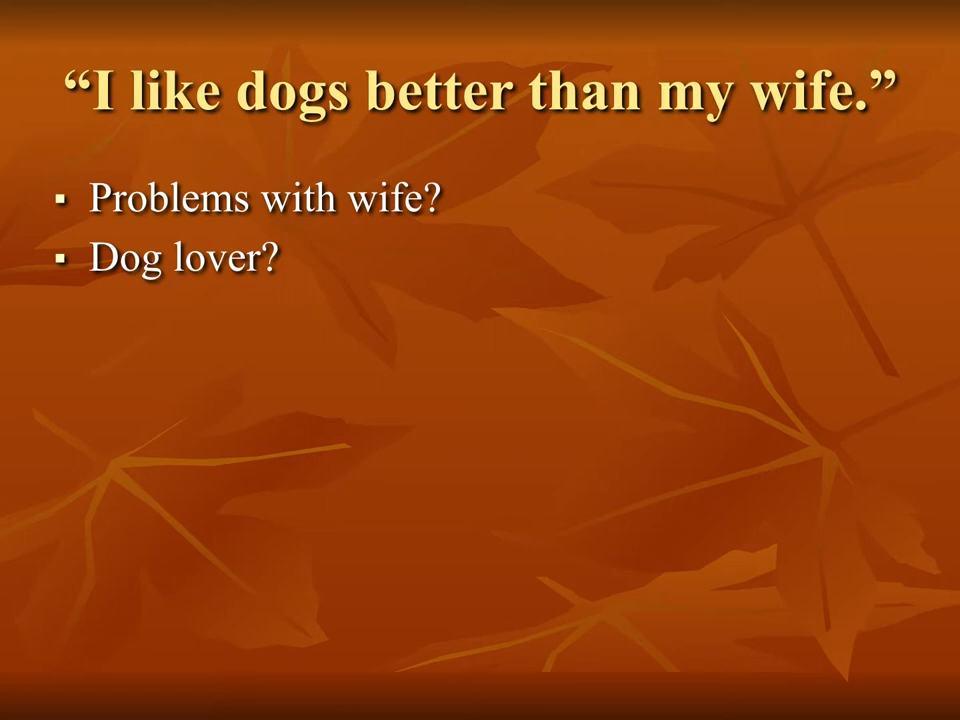 “I like dogs better than my wife.”
▪ Problems with wife?
▪ Dog lover?